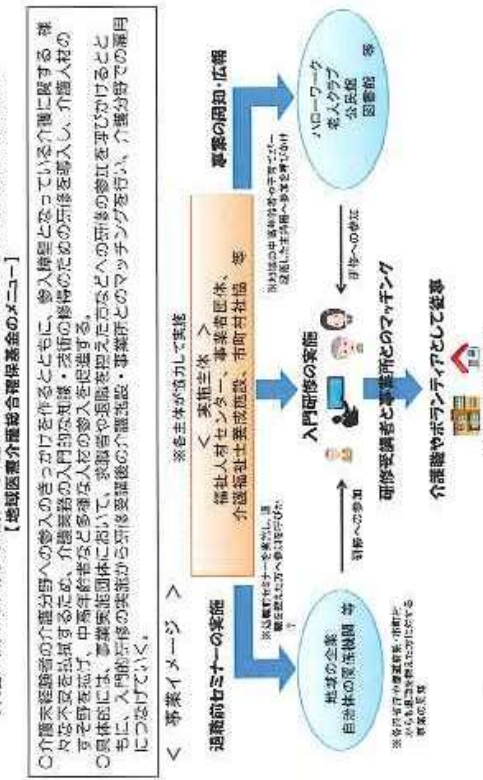 【地域医療介護総合確保基金のメニュー】
〇介護未経験者の介護分野への参入のきっかけを作るとともに、参入障壁となっている介護に関する 様
々な不安を払拭するため、介護業務の入門的な知識・技術の修得のための研修を導入し、介護人材の
すそ野を拡げ、中高年齢者など多様な人材の参入を促進する。
〇具体的には、事業実施団体において、求職者や退職を控えた方などへの研修の参加を呼びかけるとと
もに、入門的研修の実施から研修受講後の介護施設・事業所とのマッチングを行い、介護分野での雇用
につなげていく。
＜ 事業イメージ ＞
※各主体が協力して実施
＜ 実施主体 ＞
福祉人材センター、事業者団体、
介護福祉士養成施設、市町村社協 等
退職前セミナーの実施
事業の周知・広報
地域の企業
自治体の関係機関 等
入門研修の実施
研修への参加
研修への参加
ハローワーク
老人クラブ
公民館
図書館 等
研修受講者と事業所とのマッチング
介護職やボランティアとして従事